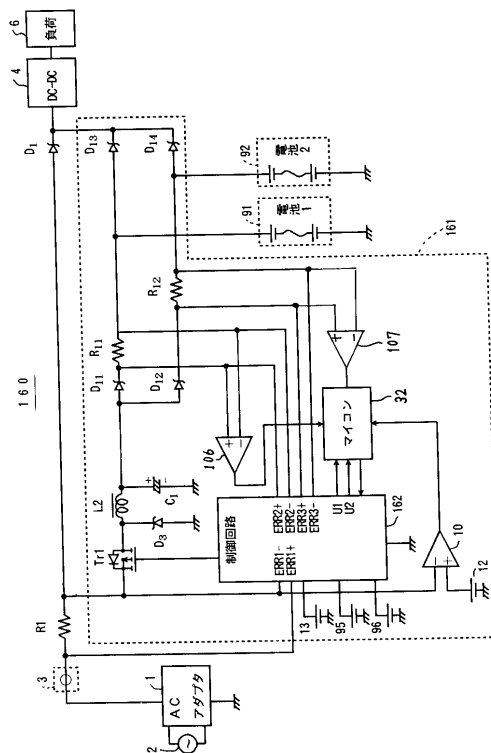 160
6
負荷
4
DC-DC
D1
D13
D14
92
電池2
91
電池1
161
R12
R11
D11
D12
107
32
マイコン
106
L2
C1
+
-
D3
Tr1
制御回路
ERR1-
ERR1+
ERR2+
ERR2-
ERR3+
ERR3-
U1
U2
162
+
-
+
-
10
-
+
12
13
95
96
R1
3
1
AC
アダプタ
2